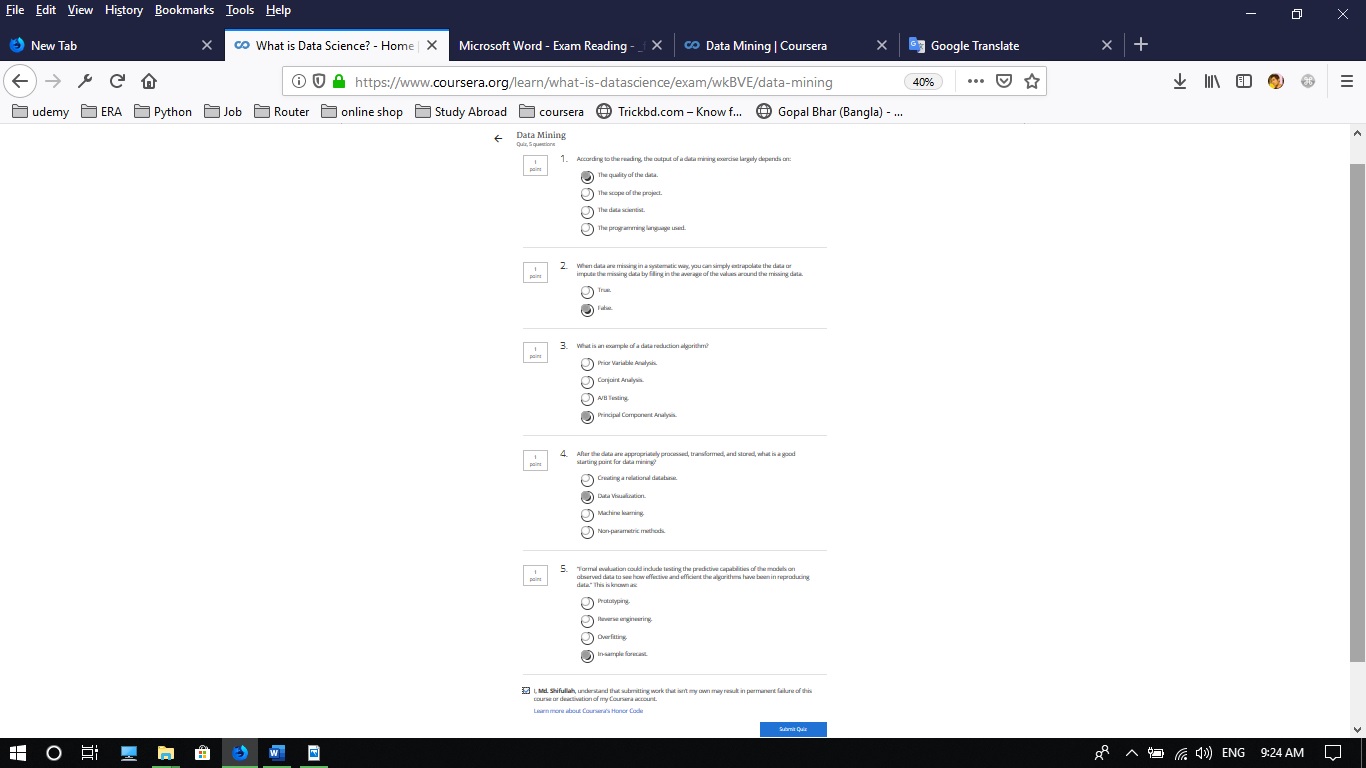 File Edit View History Bookmarks Tools Help
New Tab
What is Data Science? - Home
Microsoft Word - Exam Reading -
Data Mining | Coursera
Google Translate
https://www.coursera.org/learn/what-is-datascience/exam/wkBVE/data-mining
40%
udemy ERA Python Job Router online shop Study Abroad coursera Trickbd.com – Know f... Gopal Bhar (Bangla) - ...
Data Mining
Quiz, 5 questions
1 point
1. According to the reading, the output of a data mining exercise largely depends on:
The quality of the data.
The scope of the project.
The data scientist.
The programming language used.
1 point
2. When data are missing in a systematic way, you can simply extrapolate the data or
impute the missing data by filling in the average of the values around the missing data.
True.
False.
1 point
3. What is an example of a data reduction algorithm?
Prior Variable Analysis.
Conjoint Analysis.
A/B Testing.
Principal Component Analysis.
1 point
4. After the data are appropriately processed, transformed, and stored, what is a good
starting point for data mining?
Creating a relational database.
Data Visualization.
Machine learning.
Non-parametric methods.
1 point
5. "Formal evaluation could include testing the predictive capabilities of the models on
observed data to see how effective and efficient the algorithms have been in reproducing
data." This is known as:
Prototyping.
Reverse engineering.
Overfitting.
In-sample forecast.
I, Md. Shifullah, understand that submitting work that isn't my own may result in permanent failure of this
course or deactivation of my Coursera account.
Learn more about Coursera's Honor Code
Submit Quiz
ENG 9:24 AM